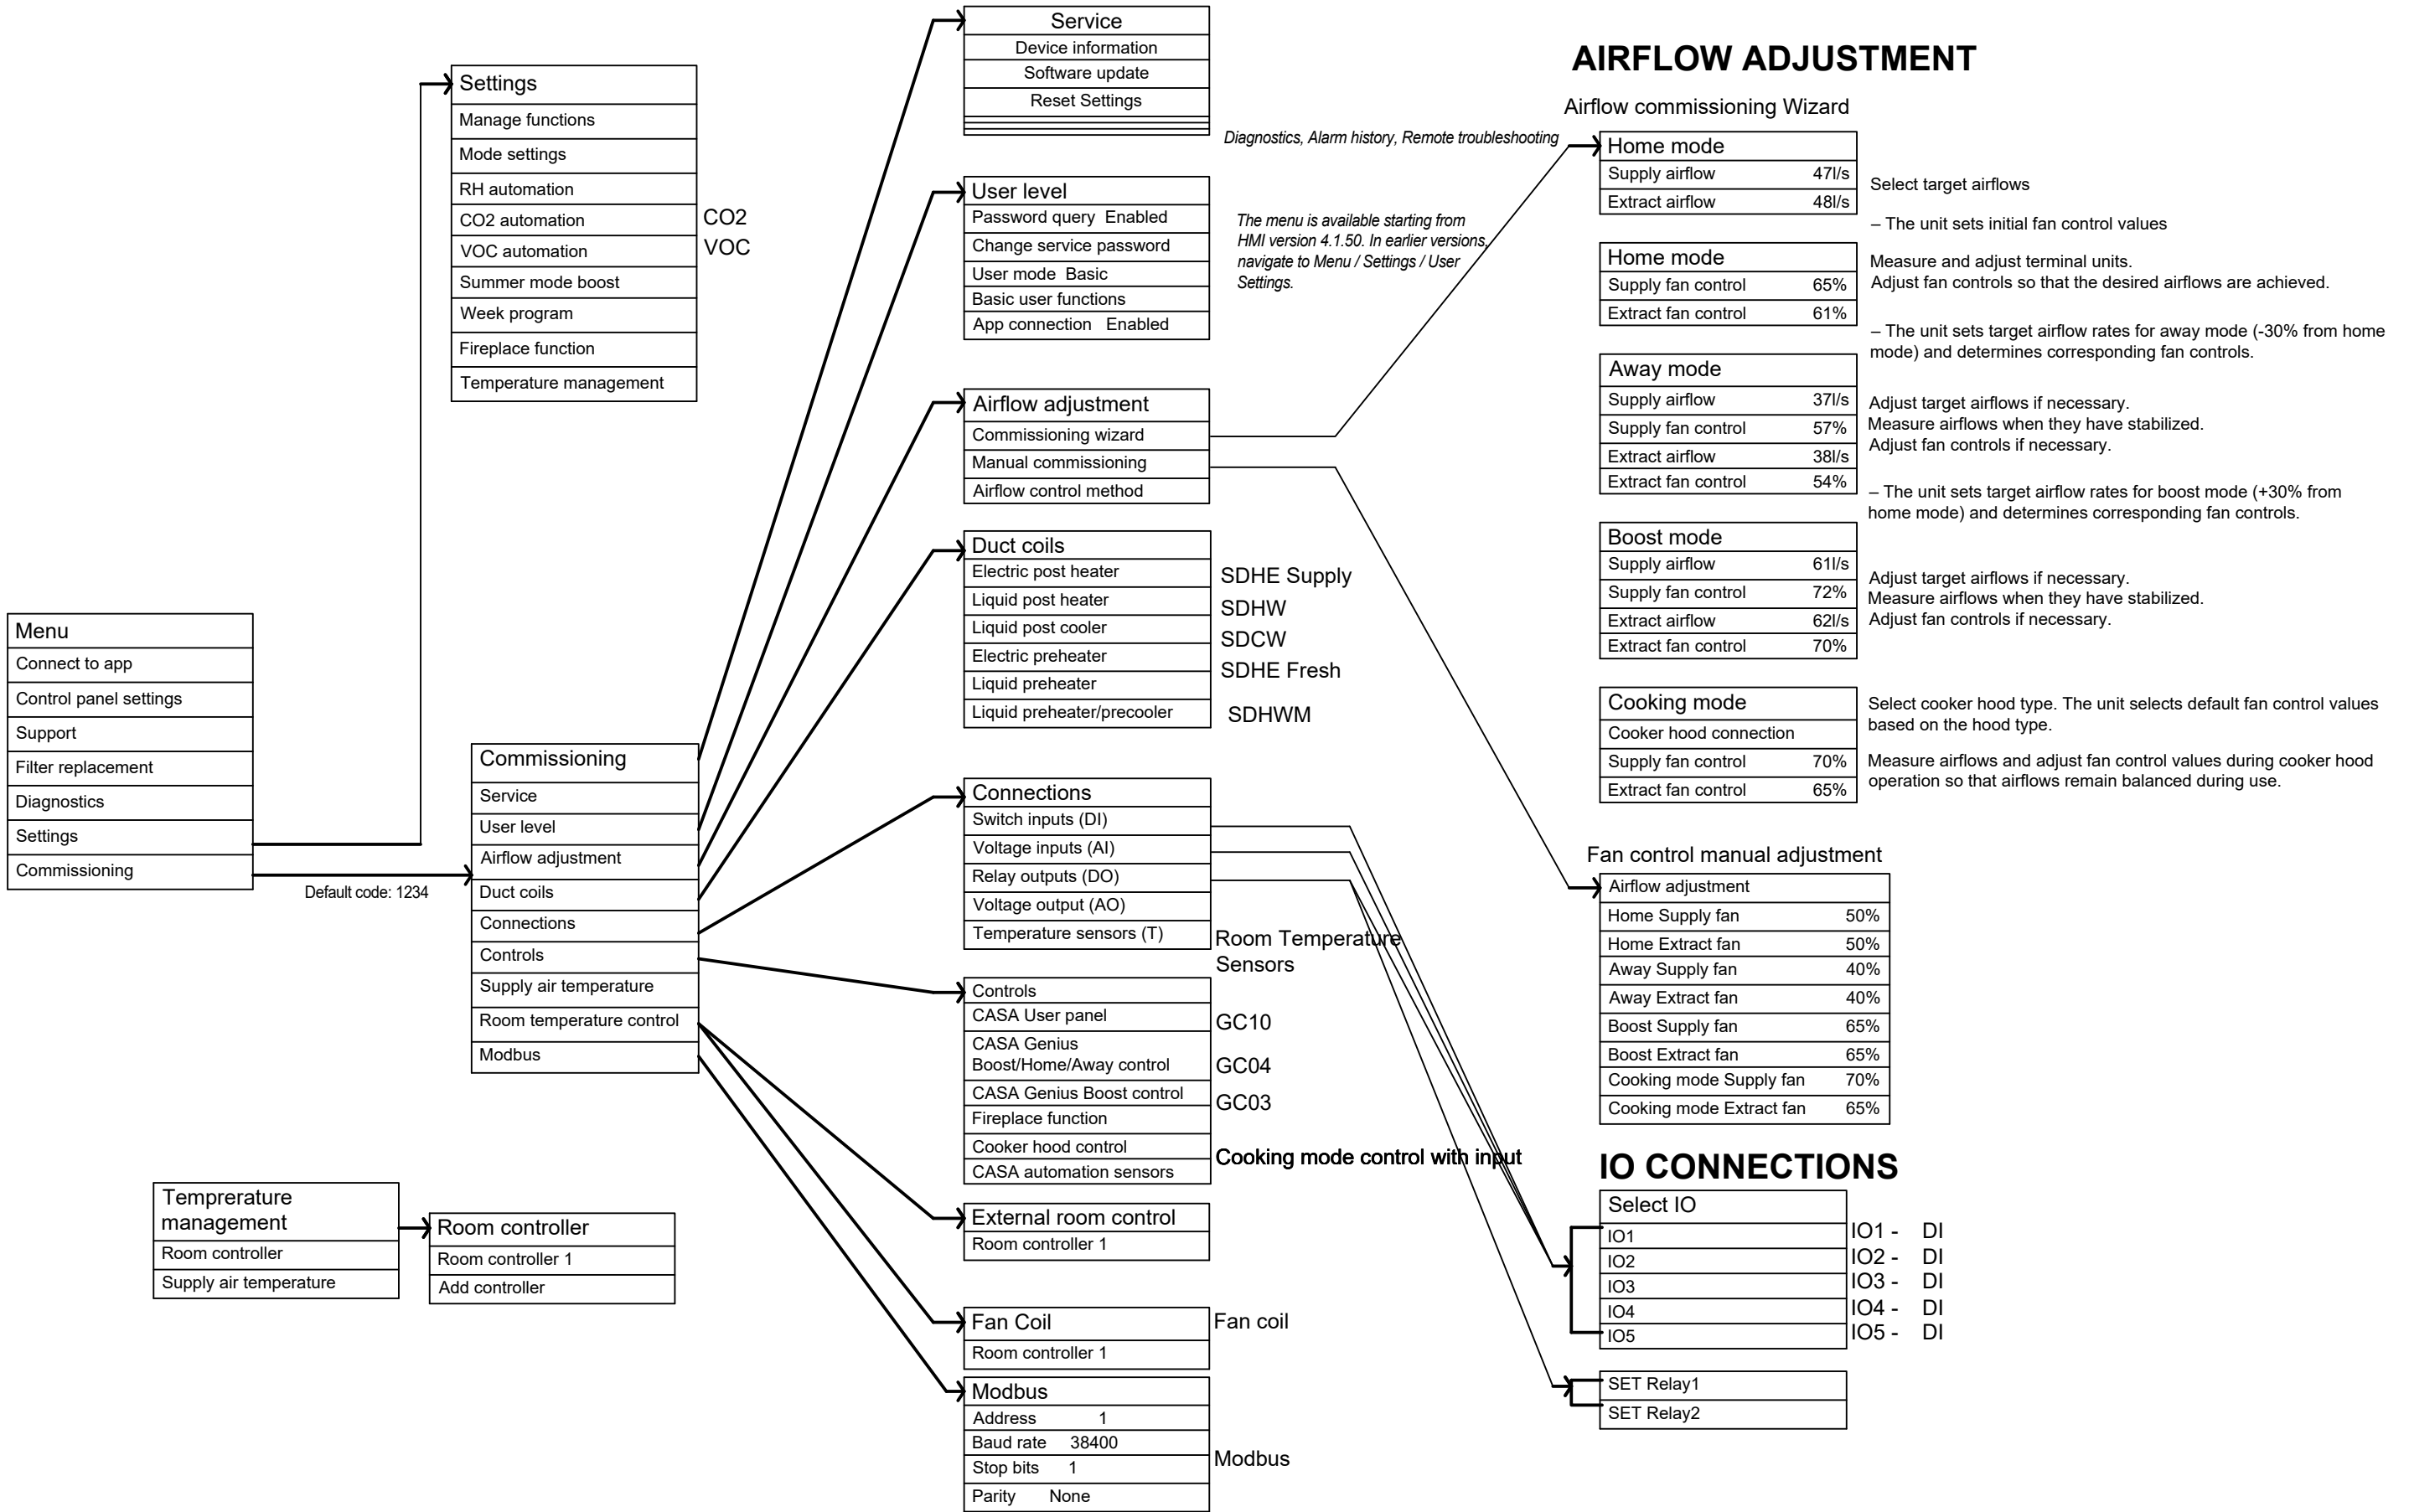 Menu
Connect to app
Control panel settings
Support
Filter replacement
Diagnostics
Settings
Commissioning
Default code: 1234
Settings
Manage functions
Mode settings
RH automation
CO2 automation
CO2
VOC automation
VOC
Summer mode boost
Week program
Fireplace function
Temperature management
Commissioning
Service
User level
Airflow adjustment
Duct coils
Connections
Controls
Supply air temperature
Room temperature control
Modbus
Temprerature
management
Room controller
Supply air temperature
Room controller
Room controller 1
Add controller
Service
Device information
Software update
Reset Settings
Diagnostics, Alarm history, Remote troubleshooting
User level
Password query Enabled
Change service password
User mode Basic
Basic user functions
App connection Enabled
The menu is available starting from
HMI version 4.1.50. In earlier versions,
navigate to Menu / Settings / User
Settings.
Airflow adjustment
Commissioning wizard
Manual commissioning
Airflow control method
Duct coils
Electric post heater
SDHE Supply
Liquid post heater
SDHW
Liquid post cooler
SDCW
Electric preheater
SDHE Fresh
Liquid preheater
Liquid preheater/precooler
SDHWM
Connections
Switch inputs (DI)
Voltage inputs (AI)
Relay outputs (DO)
Voltage output (AO)
Temperature sensors (T)
Room Temperature
Sensors
Controls
CASA User panel
GC10
CASA Genius
Boost/Home/Away control
GC04
CASA Genius Boost control
GC03
Fireplace function
Cooker hood control
Cooking mode control with input
CASA automation sensors
External room control
Room controller 1
Fan Coil
Fan coil
Room controller 1
Modbus
Address 1
Baud rate 38400
Modbus
Stop bits 1
Parity None
AIRFLOW ADJUSTMENT
Airflow commissioning Wizard
Home mode
Supply airflow 47l/s
Extract airflow 48l/s
Select target airflows
– The unit sets initial fan control values
Home mode
Supply fan control 65%
Extract fan control 61%
Measure and adjust terminal units.
Adjust fan controls so that the desired airflows are achieved.
– The unit sets target airflow rates for away mode (-30% from home
mode) and determines corresponding fan controls.
Away mode
Supply airflow 37l/s
Supply fan control 57%
Extract airflow 38l/s
Extract fan control 54%
Adjust target airflows if necessary.
Measure airflows when they have stabilized.
Adjust fan controls if necessary.
– The unit sets target airflow rates for boost mode (+30% from
home mode) and determines corresponding fan controls.
Boost mode
Supply airflow 61l/s
Supply fan control 72%
Extract airflow 62l/s
Extract fan control 70%
Adjust target airflows if necessary.
Measure airflows when they have stabilized.
Adjust fan controls if necessary.
Cooking mode
Cooker hood connection
Supply fan control 70%
Extract fan control 65%
Select cooker hood type. The unit selects default fan control values
based on the hood type.
Measure airflows and adjust fan control values during cooker hood
operation so that airflows remain balanced during use.
Fan control manual adjustment
Airflow adjustment
Home Supply fan 50%
Home Extract fan 50%
Away Supply fan 40%
Away Extract fan 40%
Boost Supply fan 65%
Boost Extract fan 65%
Cooking mode Supply fan 70%
Cooking mode Extract fan 65%
IO CONNECTIONS
Select IO
IO1
IO2
IO3
IO4
IO5
IO1 - DI
IO2 - DI
IO3 - DI
IO4 - DI
IO5 - DI
SET Relay1
SET Relay2